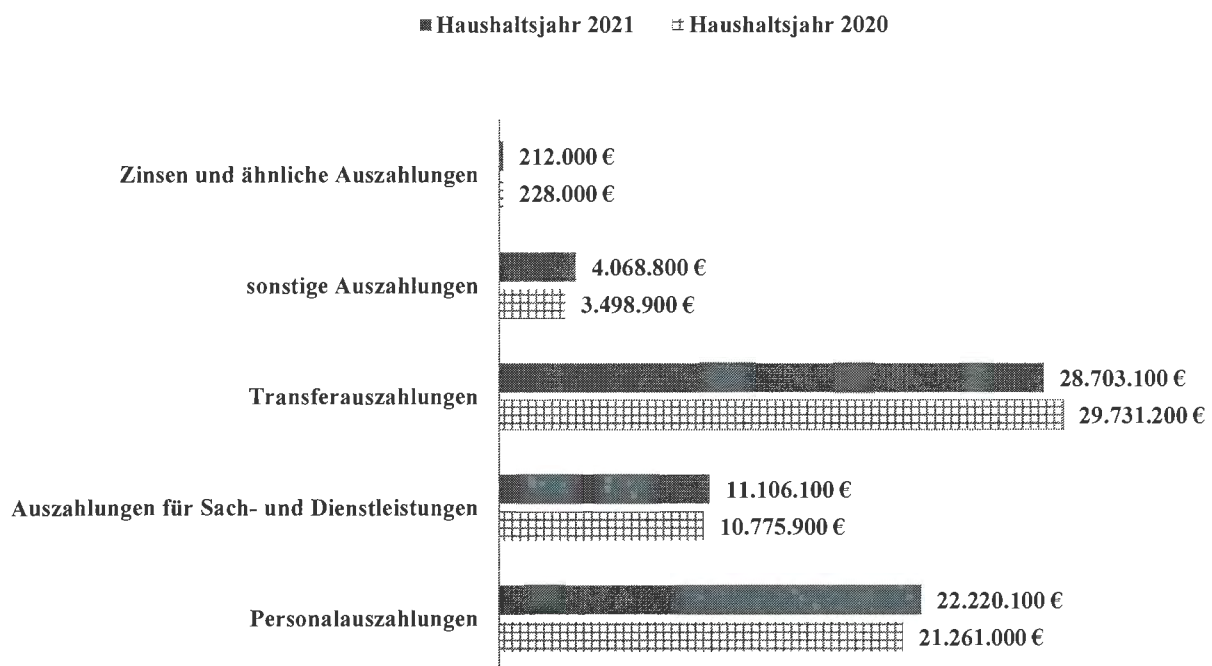 Haushaltsjahr 2021 Haushaltsjahr 2020
212.000 €
Zinsen und ähnliche Auszahlungen
228.000 €
4.068.800 €
sonstige Auszahlungen
3.498.900 €
28.703.100 €
Transferauszahlungen
29.731.200 €
11.106.100 €
Auszahlungen für Sach- und Dienstleistungen
10.775.900 €
22.220.100 €
Personalauszahlungen
21.261.000 €